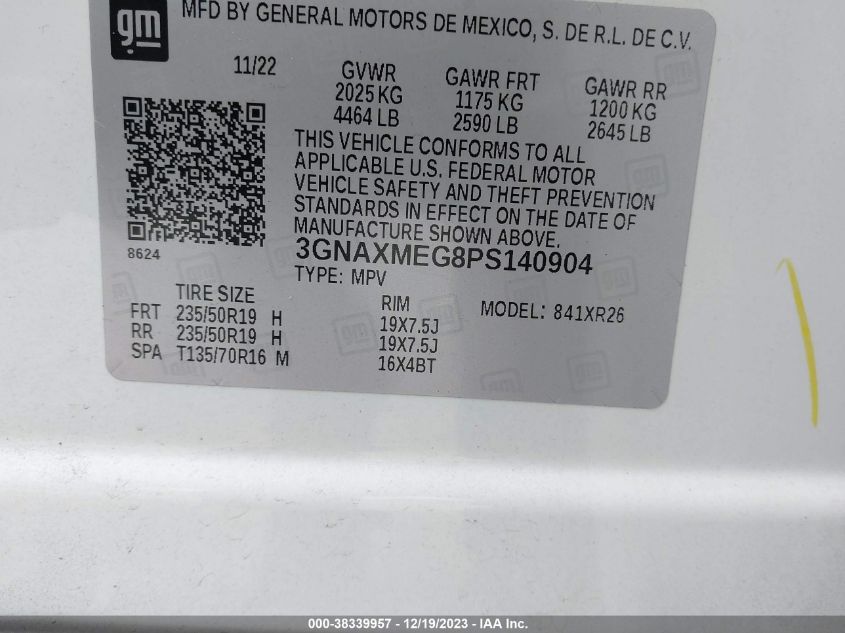 gm
MFD BY GENERAL MOTORS DE MEXICO, S. DE R.L. DE C.V.
11/22
GVWR
2025 KG
4464 LB
GAWR FRT
1175 KG
2590 LB
GAWR RR
1200 KG
2645 LB
THIS VEHICLE CONFORMS TO ALL
APPLICABLE U.S. FEDERAL MOTOR
VEHICLE SAFETY AND THEFT PREVENTION
STANDARDS IN EFFECT ON THE DATE OF
MANUFACTURE SHOWN ABOVE.
8624
3GNAXMEG8PS140904
TYPE: MPV
TIRE SIZE
RIM
MODEL: 841XR26
FRT 235/50R19 H 19X7.5J
RR 235/50R19 H 19X7.5J
SPA T135/70R16 M 16X4BT
000-38339957 - 12/19/2023 - IAA Inc.